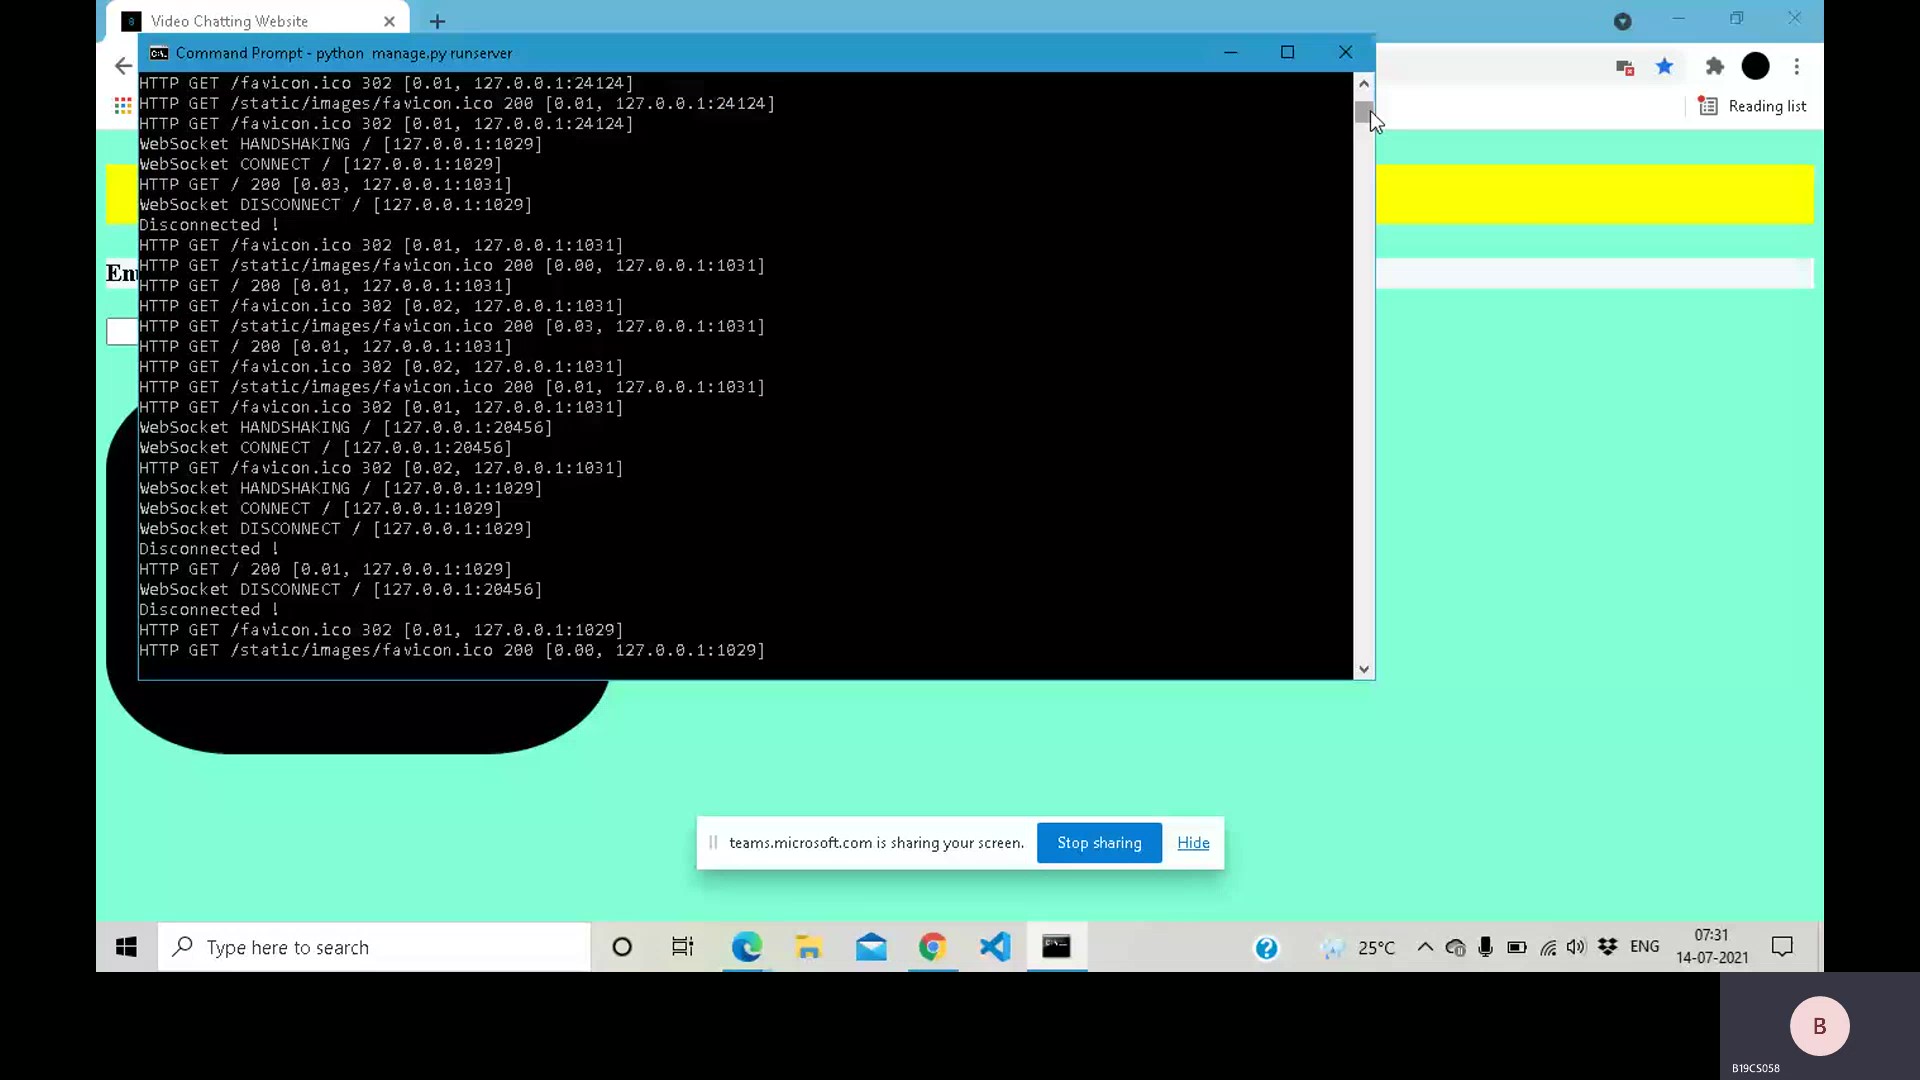 Video Chatting Website
Command Prompt - python manage.py runserver
Reading list
HTTP GET /favicon.ico 302 [0.01, 127.0.0.1:24124]
HTTP GET /static/images/favicon.ico 200 [0.01, 127.0.0.1:24124]
HTTP GET /favicon.ico 302 [0.01, 127.0.0.1:24124]
WebSocket HANDSHAKING / [127.0.0.1:1029]
WebSocket CONNECT / [127.0.0.1:1029]
HTTP GET / 200 [0.03, 127.0.0.1:1031]
WebSocket DISCONNECT / [127.0.0.1:1029]
Disconnected !
HTTP GET /favicon.ico 302 [0.01, 127.0.0.1:1031]
HTTP GET /static/images/favicon.ico 200 [0.00, 127.0.0.1:1031]
HTTP GET / 200 [0.01, 127.0.0.1:1031]
HTTP GET /favicon.ico 302 [0.02, 127.0.0.1:1031]
HTTP GET /static/images/favicon.ico 200 [0.03, 127.0.0.1:1031]
HTTP GET / 200 [0.01, 127.0.0.1:1031]
HTTP GET /favicon.ico 302 [0.02, 127.0.0.1:1031]
HTTP GET /static/images/favicon.ico 200 [0.01, 127.0.0.1:1031]
HTTP GET /favicon.ico 302 [0.01, 127.0.0.1:1031]
WebSocket HANDSHAKING / [127.0.0.1:20456]
WebSocket CONNECT / [127.0.0.1:20456]
HTTP GET /favicon.ico 302 [0.02, 127.0.0.1:1031]
WebSocket HANDSHAKING / [127.0.0.1:1029]
WebSocket CONNECT / [127.0.0.1:1029]
WebSocket DISCONNECT / [127.0.0.1:1029]
Disconnected !
HTTP GET / 200 [0.01, 127.0.0.1:1029]
WebSocket DISCONNECT / [127.0.0.1:20456]
Disconnected !
HTTP GET /favicon.ico 302 [0.01, 127.0.0.1:1029]
HTTP GET /static/images/favicon.ico 200 [0.00, 127.0.0.1:1029]
teams.microsoft.com is sharing your screen. Stop sharing Hide
Type here to search
25°C
ENG
07:31
14-07-2021
B
B19CS058